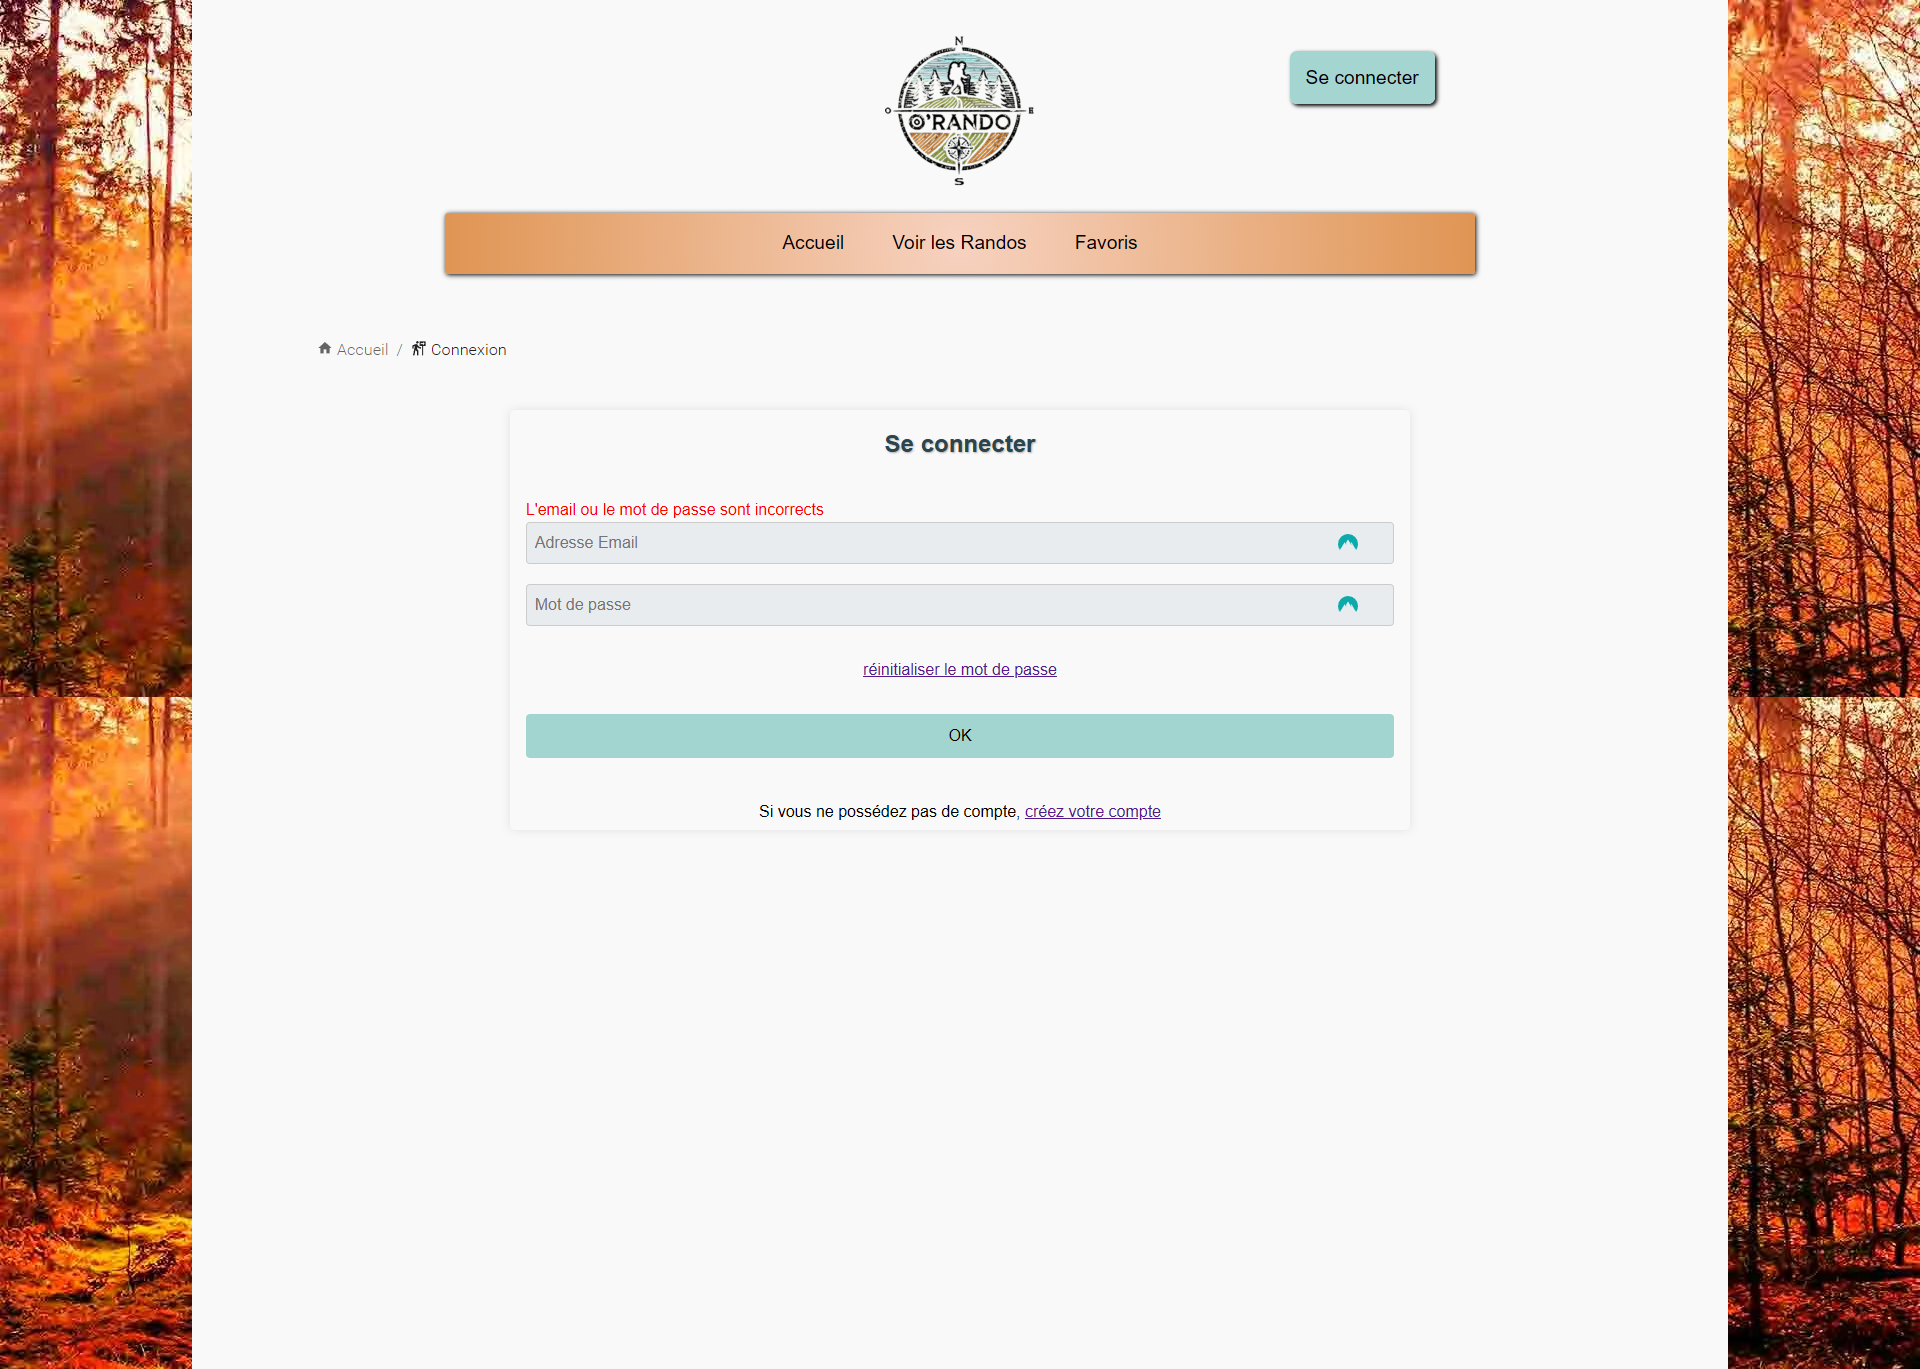 N
O E
O'RANDO
S
Se connecter
Accueil Voir les Randos Favoris
Accueil / Connexion
Se connecter
L'email ou le mot de passe sont incorrects
Adresse Email
Mot de passe
réinitialiser le mot de passe
OK
Si vous ne possédez pas de compte, créez votre compte